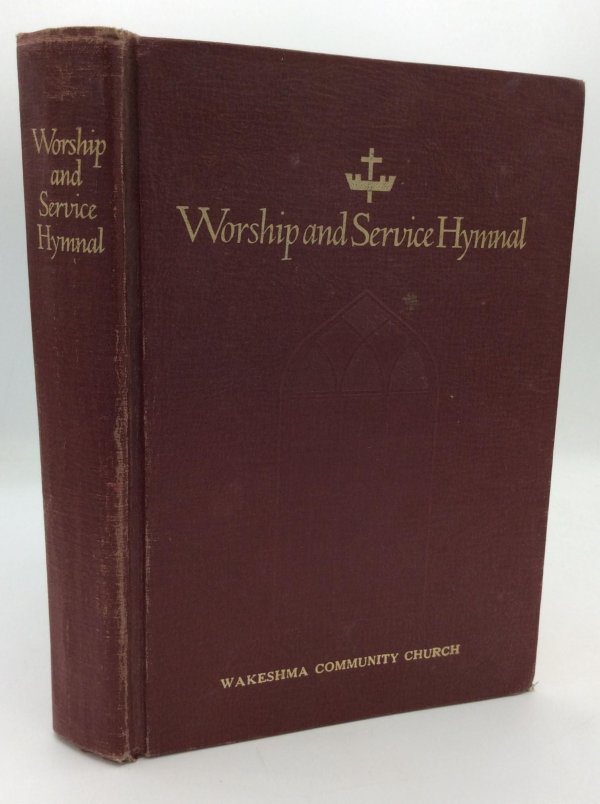 Worship
and
Service
Hymnal
Worship and Service Hymnal
WAKESHMA COMMUNITY CHURCH